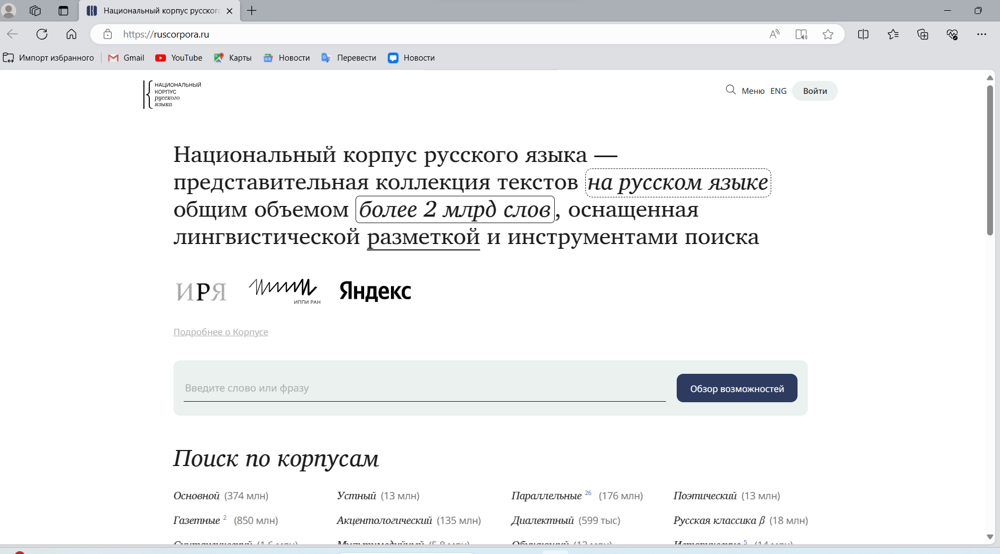 Национальный корпус русског
https://ruscorpora.ru
Импорт избранного
Gmail
YouTube
Карты
Новости
Перевести
Новости
НАЦИОНАЛЬНЫЙ
КОРПУС
русского
языка
Меню
ENG
Войти
Национальный корпус русского языка —
представительная коллекция текстов на русском языке
общим объемом более 2 млрд слов, оснащенная
лингвистической разметкой и инструментами поиска
ИРЯ
ИППИ РАН
Яндекс
Подробнее о Корпусе
Введите слово или фразу
Обзор возможностей
Поиск по корпусам
Основной (374 млн) Устный (13 млн) Параллельные 26 (176 млн) Поэтический (13 млн)
Газетные 2 (850 млн) Акцентологический (135 млн) Диалектный (599 тыс) Русская классика β (18 млн)
Синтаксический (1,6 млн) Мультимедийный (5,8 млн) Обучающий (13 млн) Исторические 5 (14 млн)